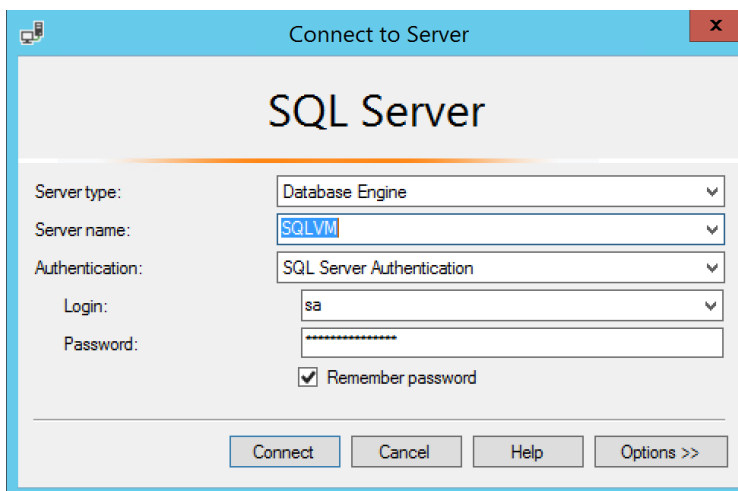 Connect to Server
x
SQL Server
Server type: Database Engine
Server name: SQLVM
Authentication: SQL Server Authentication
Login: sa
Password: ***************
Remember password
Connect Cancel Help Options >>